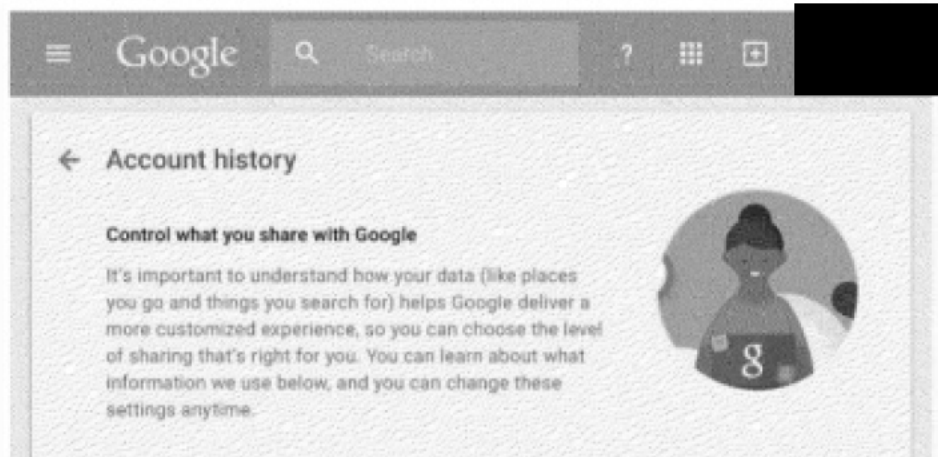 Google Search ?
Account history
Control what you share with Google
It's important to understand how your data (like places
you go and things you search for) helps Google deliver a
more customized experience, so you can choose the level
of sharing that's right for you. You can learn about what
information we use below, and you can change these
settings anytime.
g